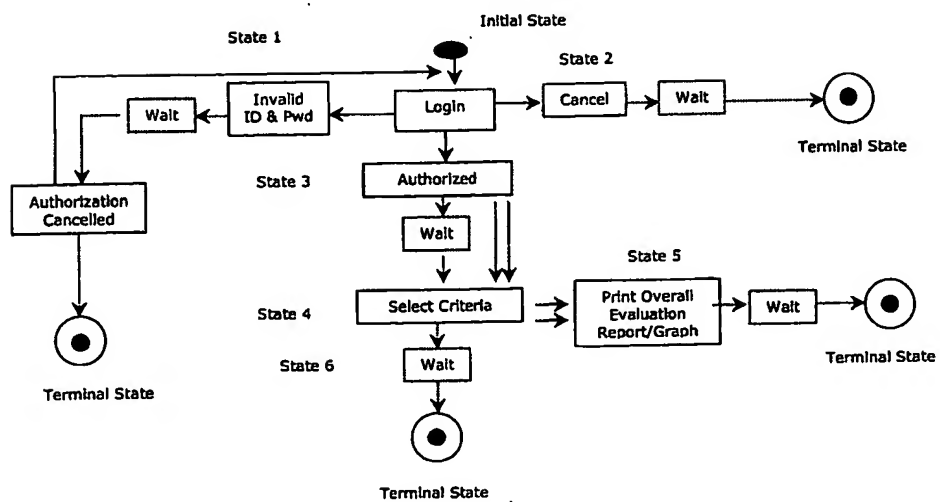 Initial State
State 1
State 2
Wait
Invalid
ID & Pwd
Login
Cancel
Wait
Terminal State
State 3
Authorized
Authorization
Cancelled
Wait
State 5
State 4
Select Criteria
Print Overall
Evaluation
Report/Graph
Wait
Terminal State
State 6
Wait
Terminal State
Terminal State